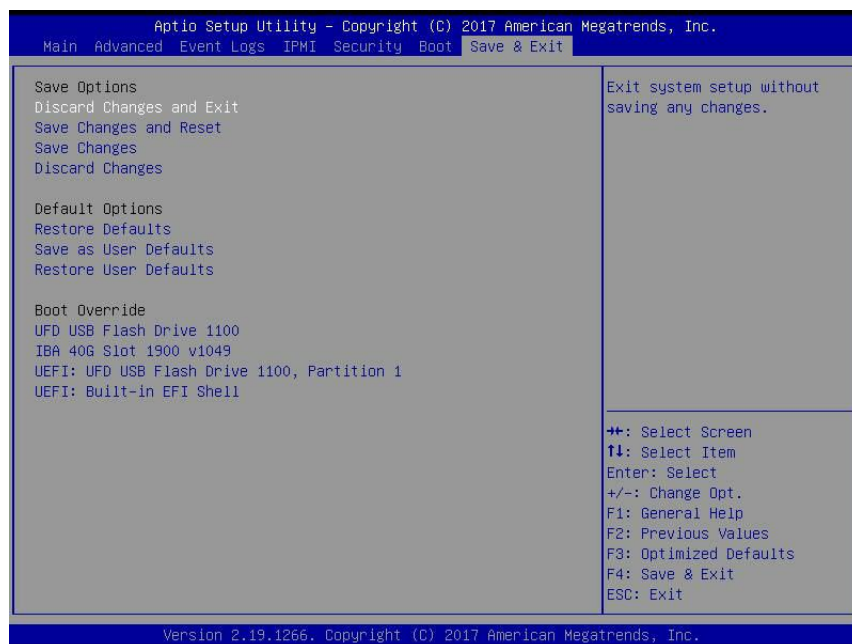 Aptio Setup Utility – Copyright (C) 2017 American Megatrends, Inc.
Main Advanced Event Logs IPMI Security Boot Save & Exit
Save Options
Discard Changes and Exit
Save Changes and Reset
Save Changes
Discard Changes
Default Options
Restore Defaults
Save as User Defaults
Restore User Defaults
Boot Override
UFD USB Flash Drive 1100
IBA 40G Slot 1900 v1049
UEFI: UFD USB Flash Drive 1100, Partition 1
UEFI: Built-in EFI Shell
Exit system setup without
saving any changes.
→←: Select Screen
↑↓: Select Item
Enter: Select
+/-: Change Opt.
F1: General Help
F2: Previous Values
F3: Optimized Defaults
F4: Save & Exit
ESC: Exit
Version 2.19.1266. Copyright (C) 2017 American Megatrends, Inc.